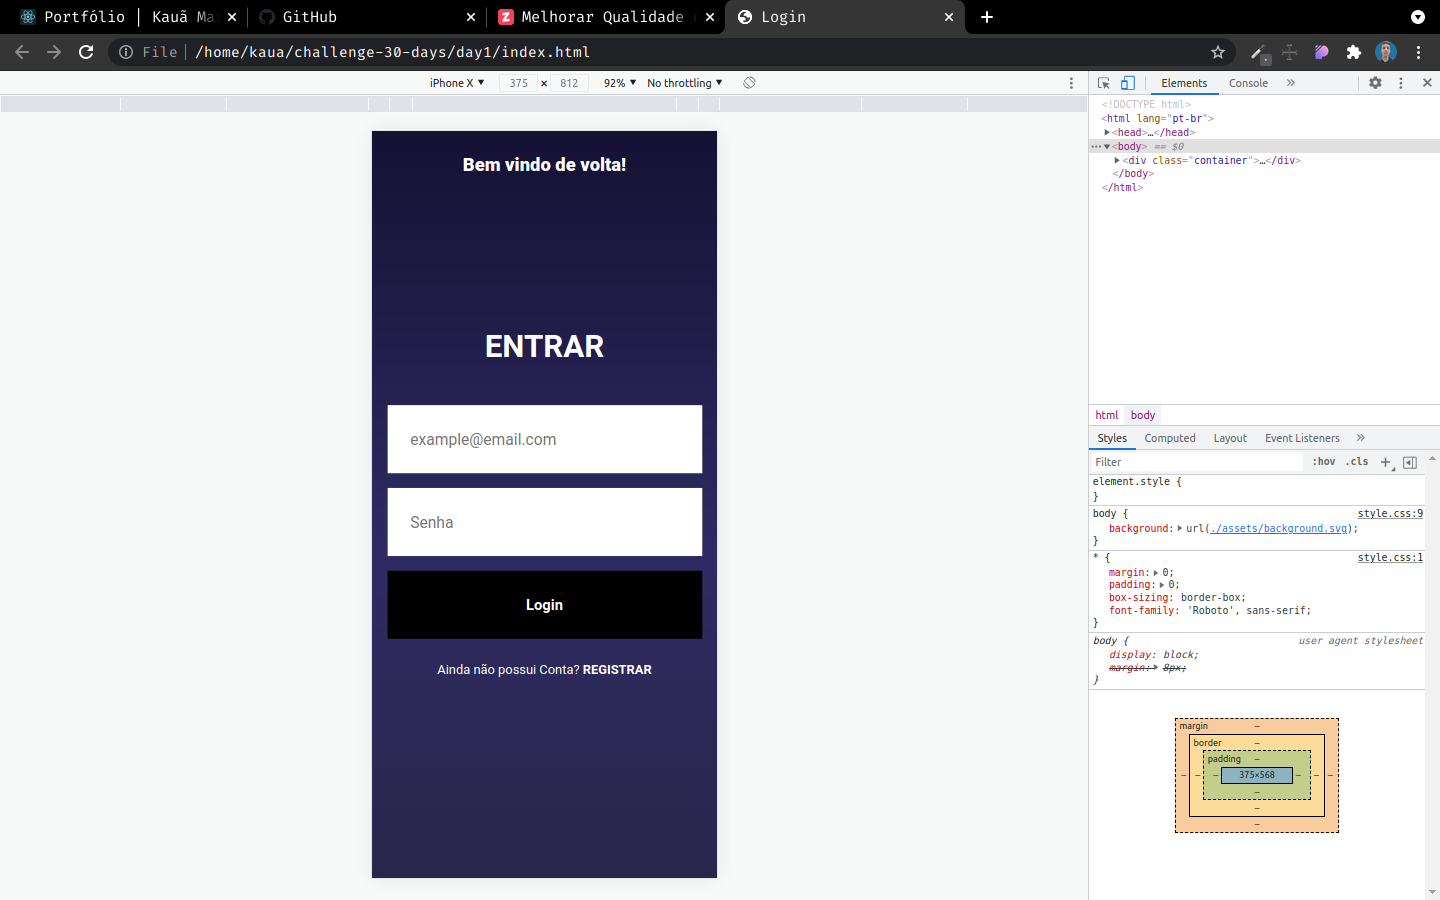 Portfólio | Kauã Ma
GitHub
Melhorar Qualidade
Login
File
/home/kaua/challenge-30-days/day1/index.html
iPhone X ▼
375 × 812
92% ▼
No throttling ▼
Elements
Console
»
<!DOCTYPE html>
<html lang="pt-br">
▶<head>…</head>
···▼<body> == $0
▶<div class="container">…</div>
</body>
</html>
Bem vindo de volta!
ENTRAR
example@email.com
Senha
Login
Ainda não possui Conta? REGISTRAR
html body
Styles Computed Layout Event Listeners »
Filter
:hov .cls +
element.style {
}
body { style.css:9
background:▶ url(./assets/background.svg);
}
* { style.css:1
margin:▶ 0;
padding:▶ 0;
box-sizing: border-box;
font-family: 'Roboto', sans-serif;
}
body { user agent stylesheet
display: block;
margin:▶ 8px;
}
margin –
border –
padding –
– – – 375×568 – – –
–
–
–